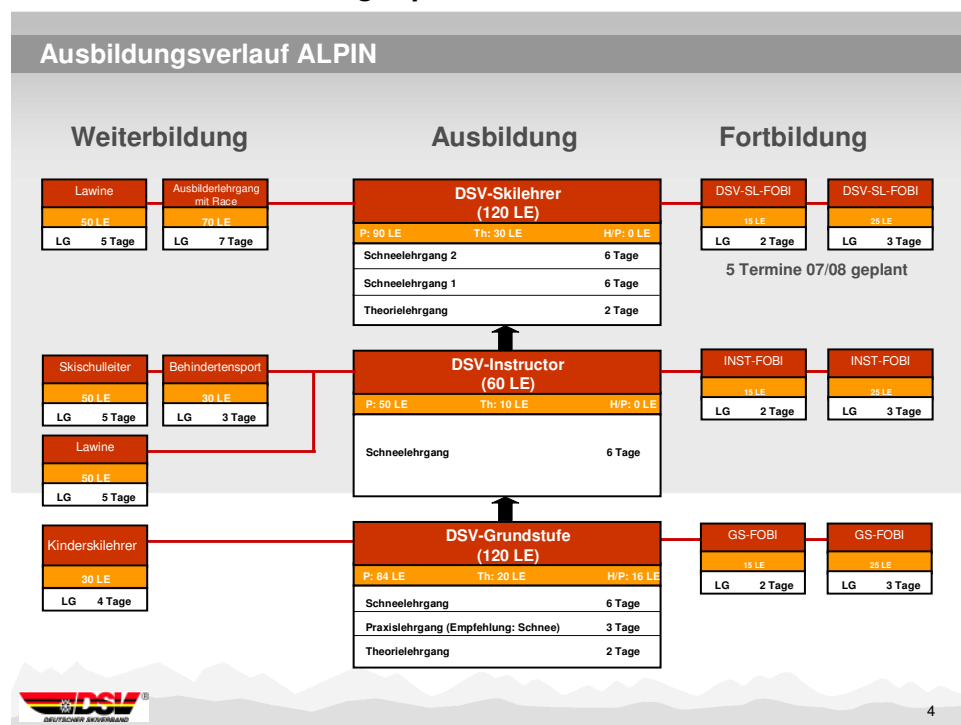 Ausbildungsverlauf ALPIN
Weiterbildung
Ausbildung
Fortbildung
Lawine
50 LE
LG 5 Tage
Ausbilderlehrgang
mit Race
70 LE
LG 7 Tage
DSV-Skilehrer
(120 LE)
P: 90 LE Th: 30 LE H/P: 0 LE
Schneelehrgang 2 6 Tage
Schneelehrgang 1 6 Tage
Theorielehrgang 2 Tage
DSV-SL-FOBI
15 LE
LG 2 Tage
DSV-SL-FOBI
25 LE
LG 3 Tage
5 Termine 07/08 geplant
Skischulleiter
50 LE
LG 5 Tage
Behindertensport
30 LE
LG 3 Tage
Lawine
50 LE
LG 5 Tage
DSV-Instructor
(60 LE)
P: 50 LE Th: 10 LE H/P: 0 LE
Schneelehrgang 6 Tage
INST-FOBI
15 LE
LG 2 Tage
INST-FOBI
25 LE
LG 3 Tage
Kinderskilehrer
30 LE
LG 4 Tage
DSV-Grundstufe
(120 LE)
P: 84 LE Th: 20 LE H/P: 16 LE
Schneelehrgang 6 Tage
Praxislehrgang (Empfehlung: Schnee) 3 Tage
Theorielehrgang 2 Tage
GS-FOBI
15 LE
LG 2 Tage
GS-FOBI
25 LE
LG 3 Tage
DSV ®
DEUTSCHER SKIVERBAND
4